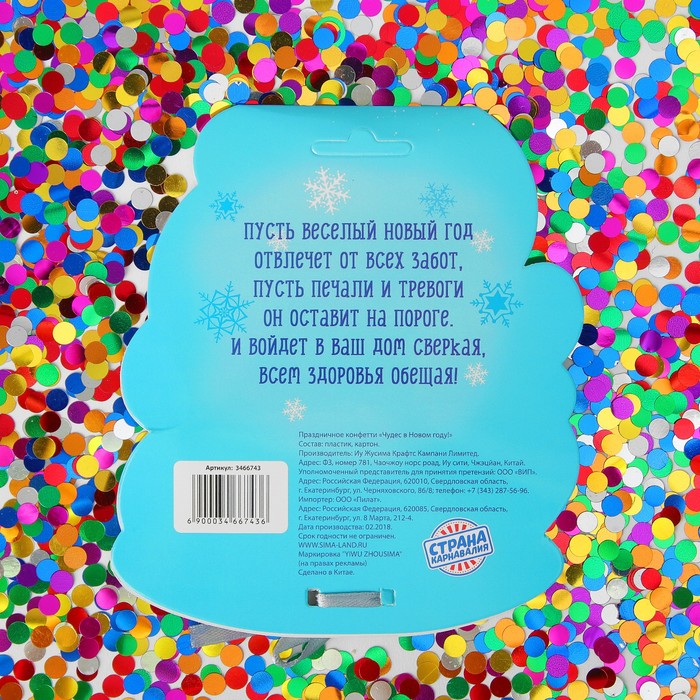 ПУСТЬ ВЕСЕЛЫЙ НОВЫЙ ГОД
ОТВЛЕЧЕТ ОТ ВСЕХ ЗАБОТ,
ПУСТЬ ПЕЧАЛИ И ТРЕВОГИ
ОН ОСТАВИТ НА ПОРОГЕ.
И ВОЙДЕТ В ВАШ ДОМ СВЕРКАЯ,
ВСЕМ ЗДОРОВЬЯ ОБЕЩАЯ!
Праздничное конфетти «Чудес в Новом году!»
Состав: пластик, картон.
Производитель: Иу Жусима Крафтс Кампани Лимитед.
Адрес: Ф3, номер 781, Чаочжоу норс роад, Иу сити, Чжэцйан, Китай.
Уполномоченный представитель для принятия претензий: ООО «ВИП».
Адрес: Российская Федерация, 620010, Свердловская область,
г. Екатеринбург, ул. Черняховского, 86/8; телефон: +7 (343) 287-56-96.
Импортер: ООО «Пилат».
Адрес: Российская Федерация, 620085, Свердловская область,
г. Екатеринбург, ул. 8 Марта, 212-4.
Дата производства: 02.2018.
Срок годности не ограничен.
WWW.SIMA-LAND.RU
Маркировка "YIWU ZHOUSIMA"
(на правах рекламы)
Сделано в Китае.
Артикул: 3466743
6 900034 667436
СТРАНА
КАРНАВАЛИЯ